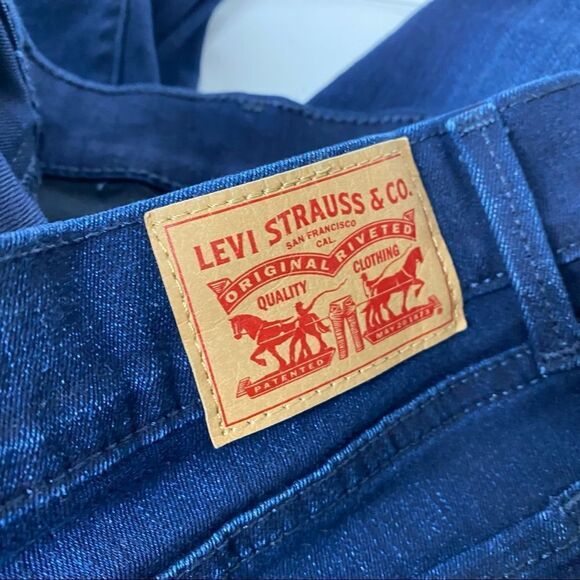 LEVI STRAUSS & CO.
SAN FRANCISCO
CAL.
ORIGINAL RIVETED
QUALITY CLOTHING
PATENTED MAY 20 1873
®